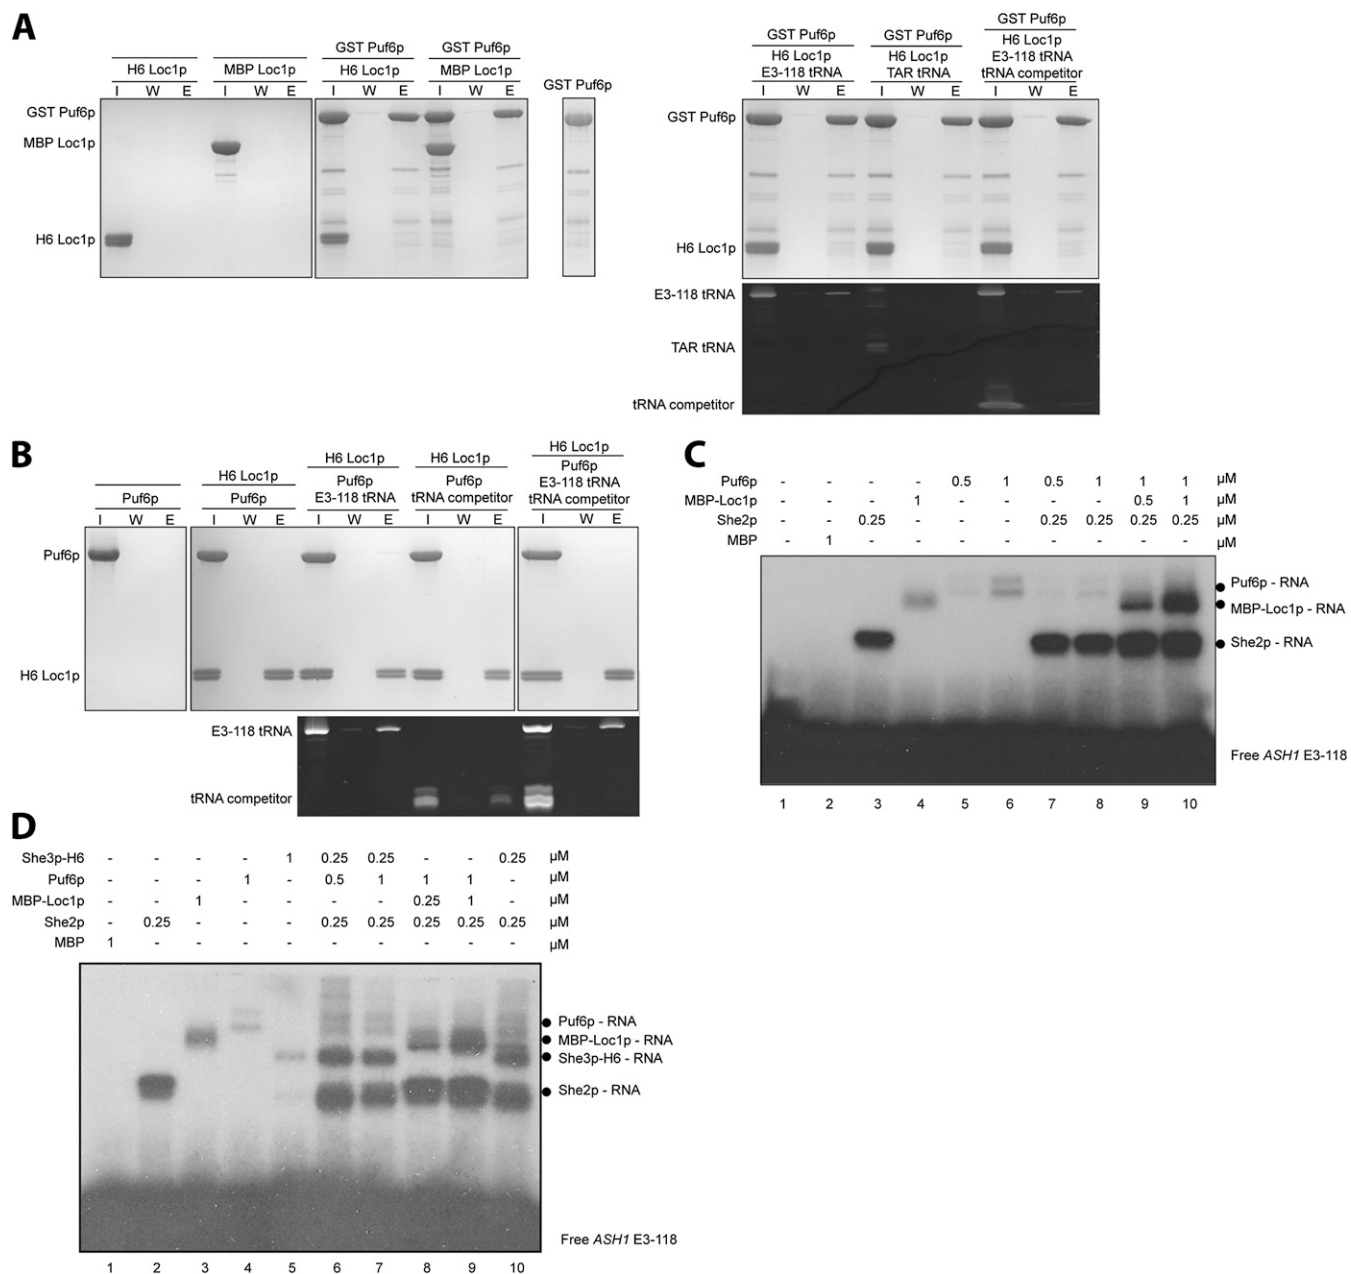 A
GST Puf6p GST Puf6p
H6 Loc1p MBP Loc1p H6 Loc1p MBP Loc1p GST Puf6p
I W E I W E I W E I W E
GST Puf6p
MBP Loc1p
H6 Loc1p
GST Puf6p
GST Puf6p GST Puf6p H6 Loc1p
H6 Loc1p H6 Loc1p E3-118 tRNA
E3-118 tRNA TAR tRNA tRNA competitor
I W E I W E I W E
GST Puf6p
H6 Loc1p
E3-118 tRNA
TAR tRNA
tRNA competitor
B
H6 Loc1p
H6 Loc1p H6 Loc1p Puf6p
H6 Loc1p Puf6p Puf6p E3-118 tRNA
Puf6p Puf6p E3-118 tRNA tRNA competitor tRNA competitor
I W E I W E I W E I W E I W E
Puf6p
H6 Loc1p
E3-118 tRNA
tRNA competitor
C
Puf6p - - - - 0.5 1 0.5 1 1 1 µM
MBP-Loc1p - - - 1 - - - - 0.5 1 µM
She2p - - 0.25 - - - 0.25 0.25 0.25 0.25 µM
MBP - 1 - - - - - - - - µM
Puf6p - RNA
MBP-Loc1p - RNA
She2p - RNA
Free ASH1 E3-118
1 2 3 4 5 6 7 8 9 10
D
She3p-H6 - - - - 1 0.25 0.25 - - 0.25 µM
Puf6p - - - 1 - 0.5 1 1 1 - µM
MBP-Loc1p - - 1 - - - - 0.25 1 - µM
She2p - 0.25 - - - 0.25 0.25 0.25 0.25 0.25 µM
MBP 1 - - - - - - - - - µM
Puf6p - RNA
MBP-Loc1p - RNA
She3p-H6 - RNA
She2p - RNA
Free ASH1 E3-118
1 2 3 4 5 6 7 8 9 10